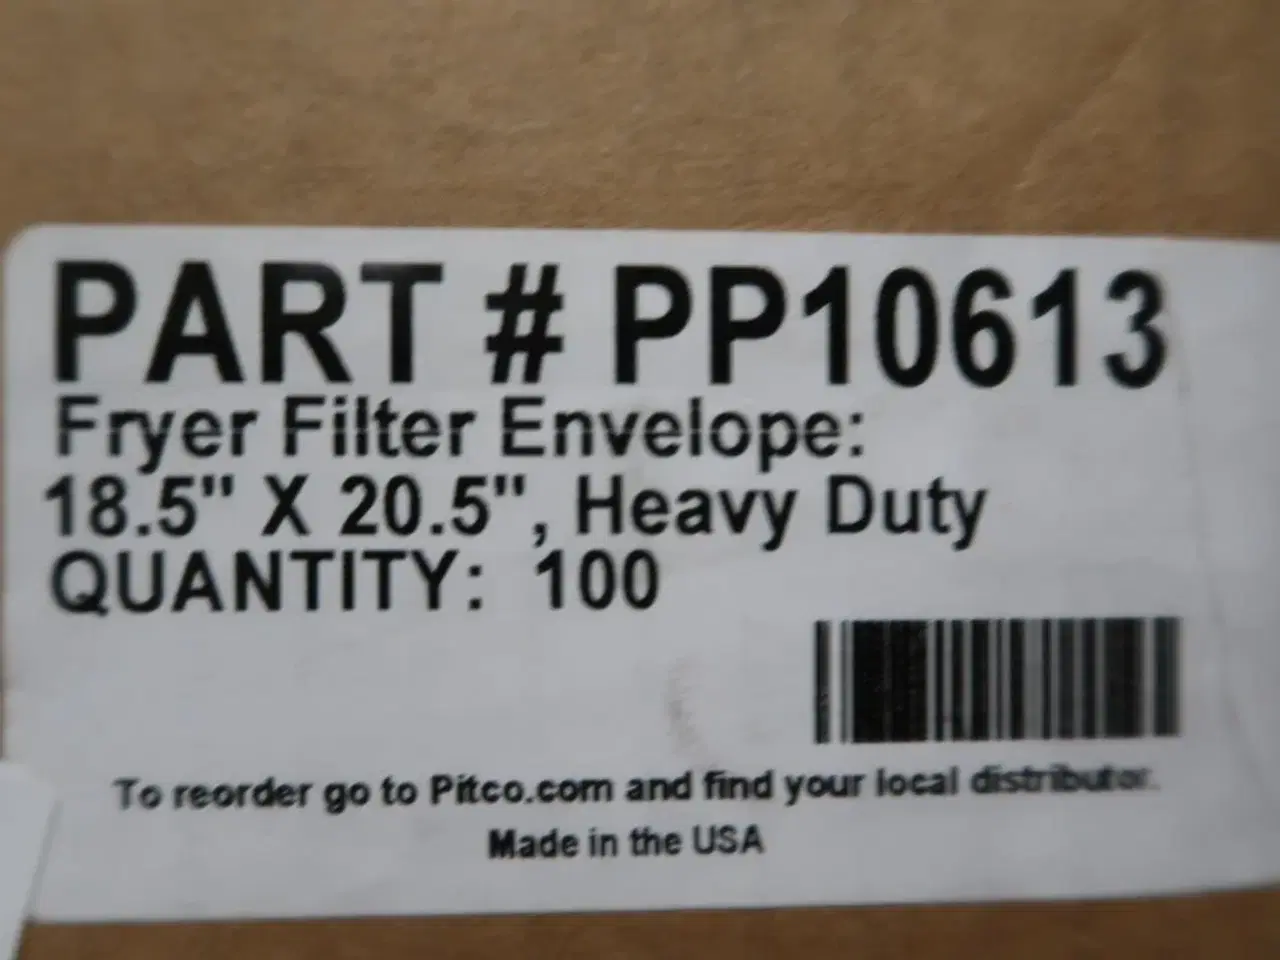 PART # PP10613
Fryer Filter Envelope:
18.5" X 20.5", Heavy Duty
QUANTITY: 100
To reorder go to Pitco.com and find your local distributor.
Made in the USA